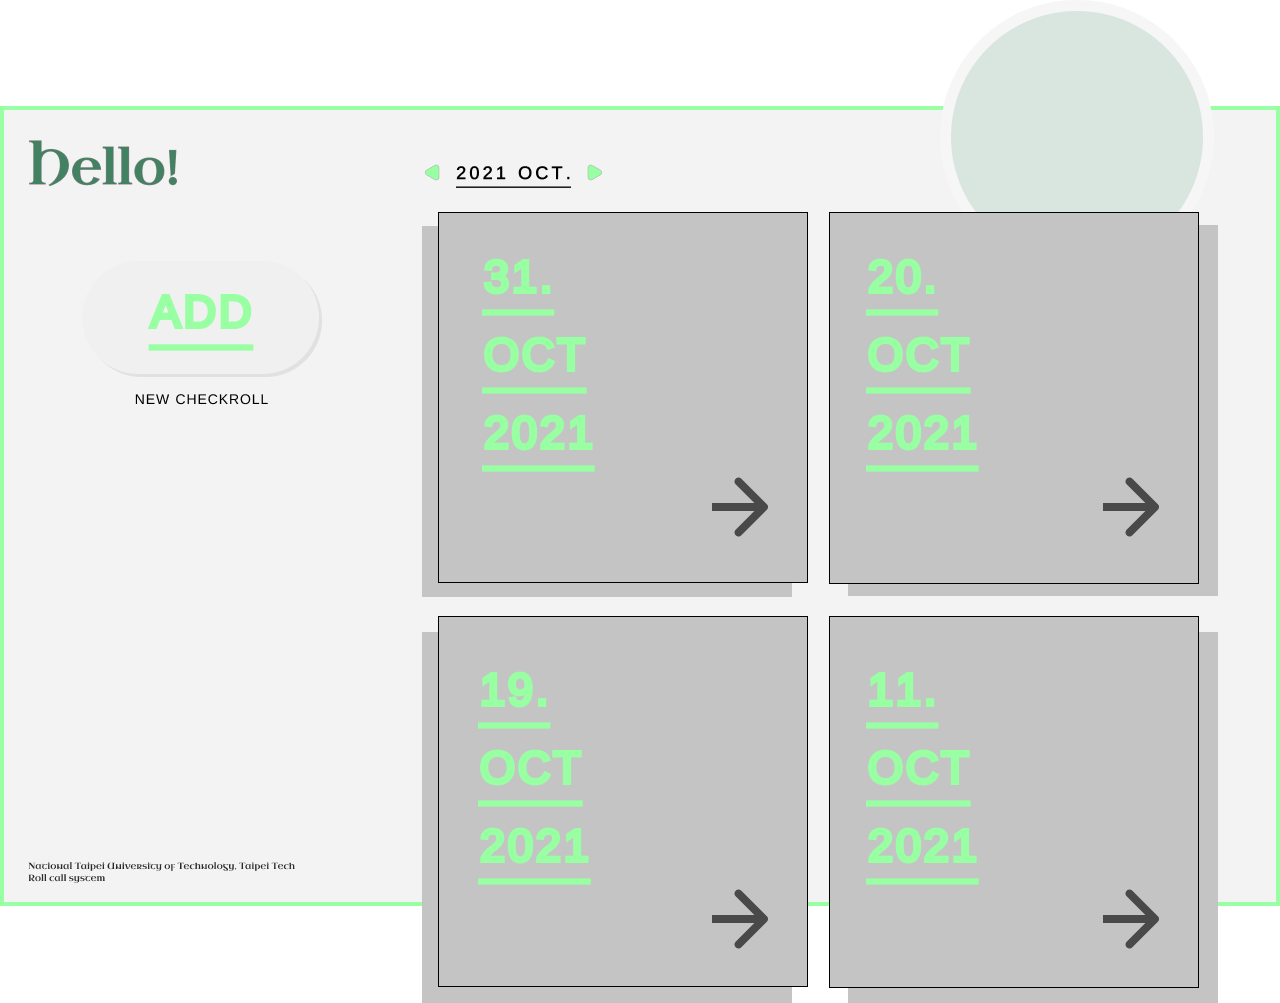 hello!
2021 OCT.
ADD
NEW CHECKROLL
31.
OCT
2021
20.
OCT
2021
19.
OCT
2021
11.
OCT
2021
National Taipei University of Technology, Taipei Tech
Roll call system